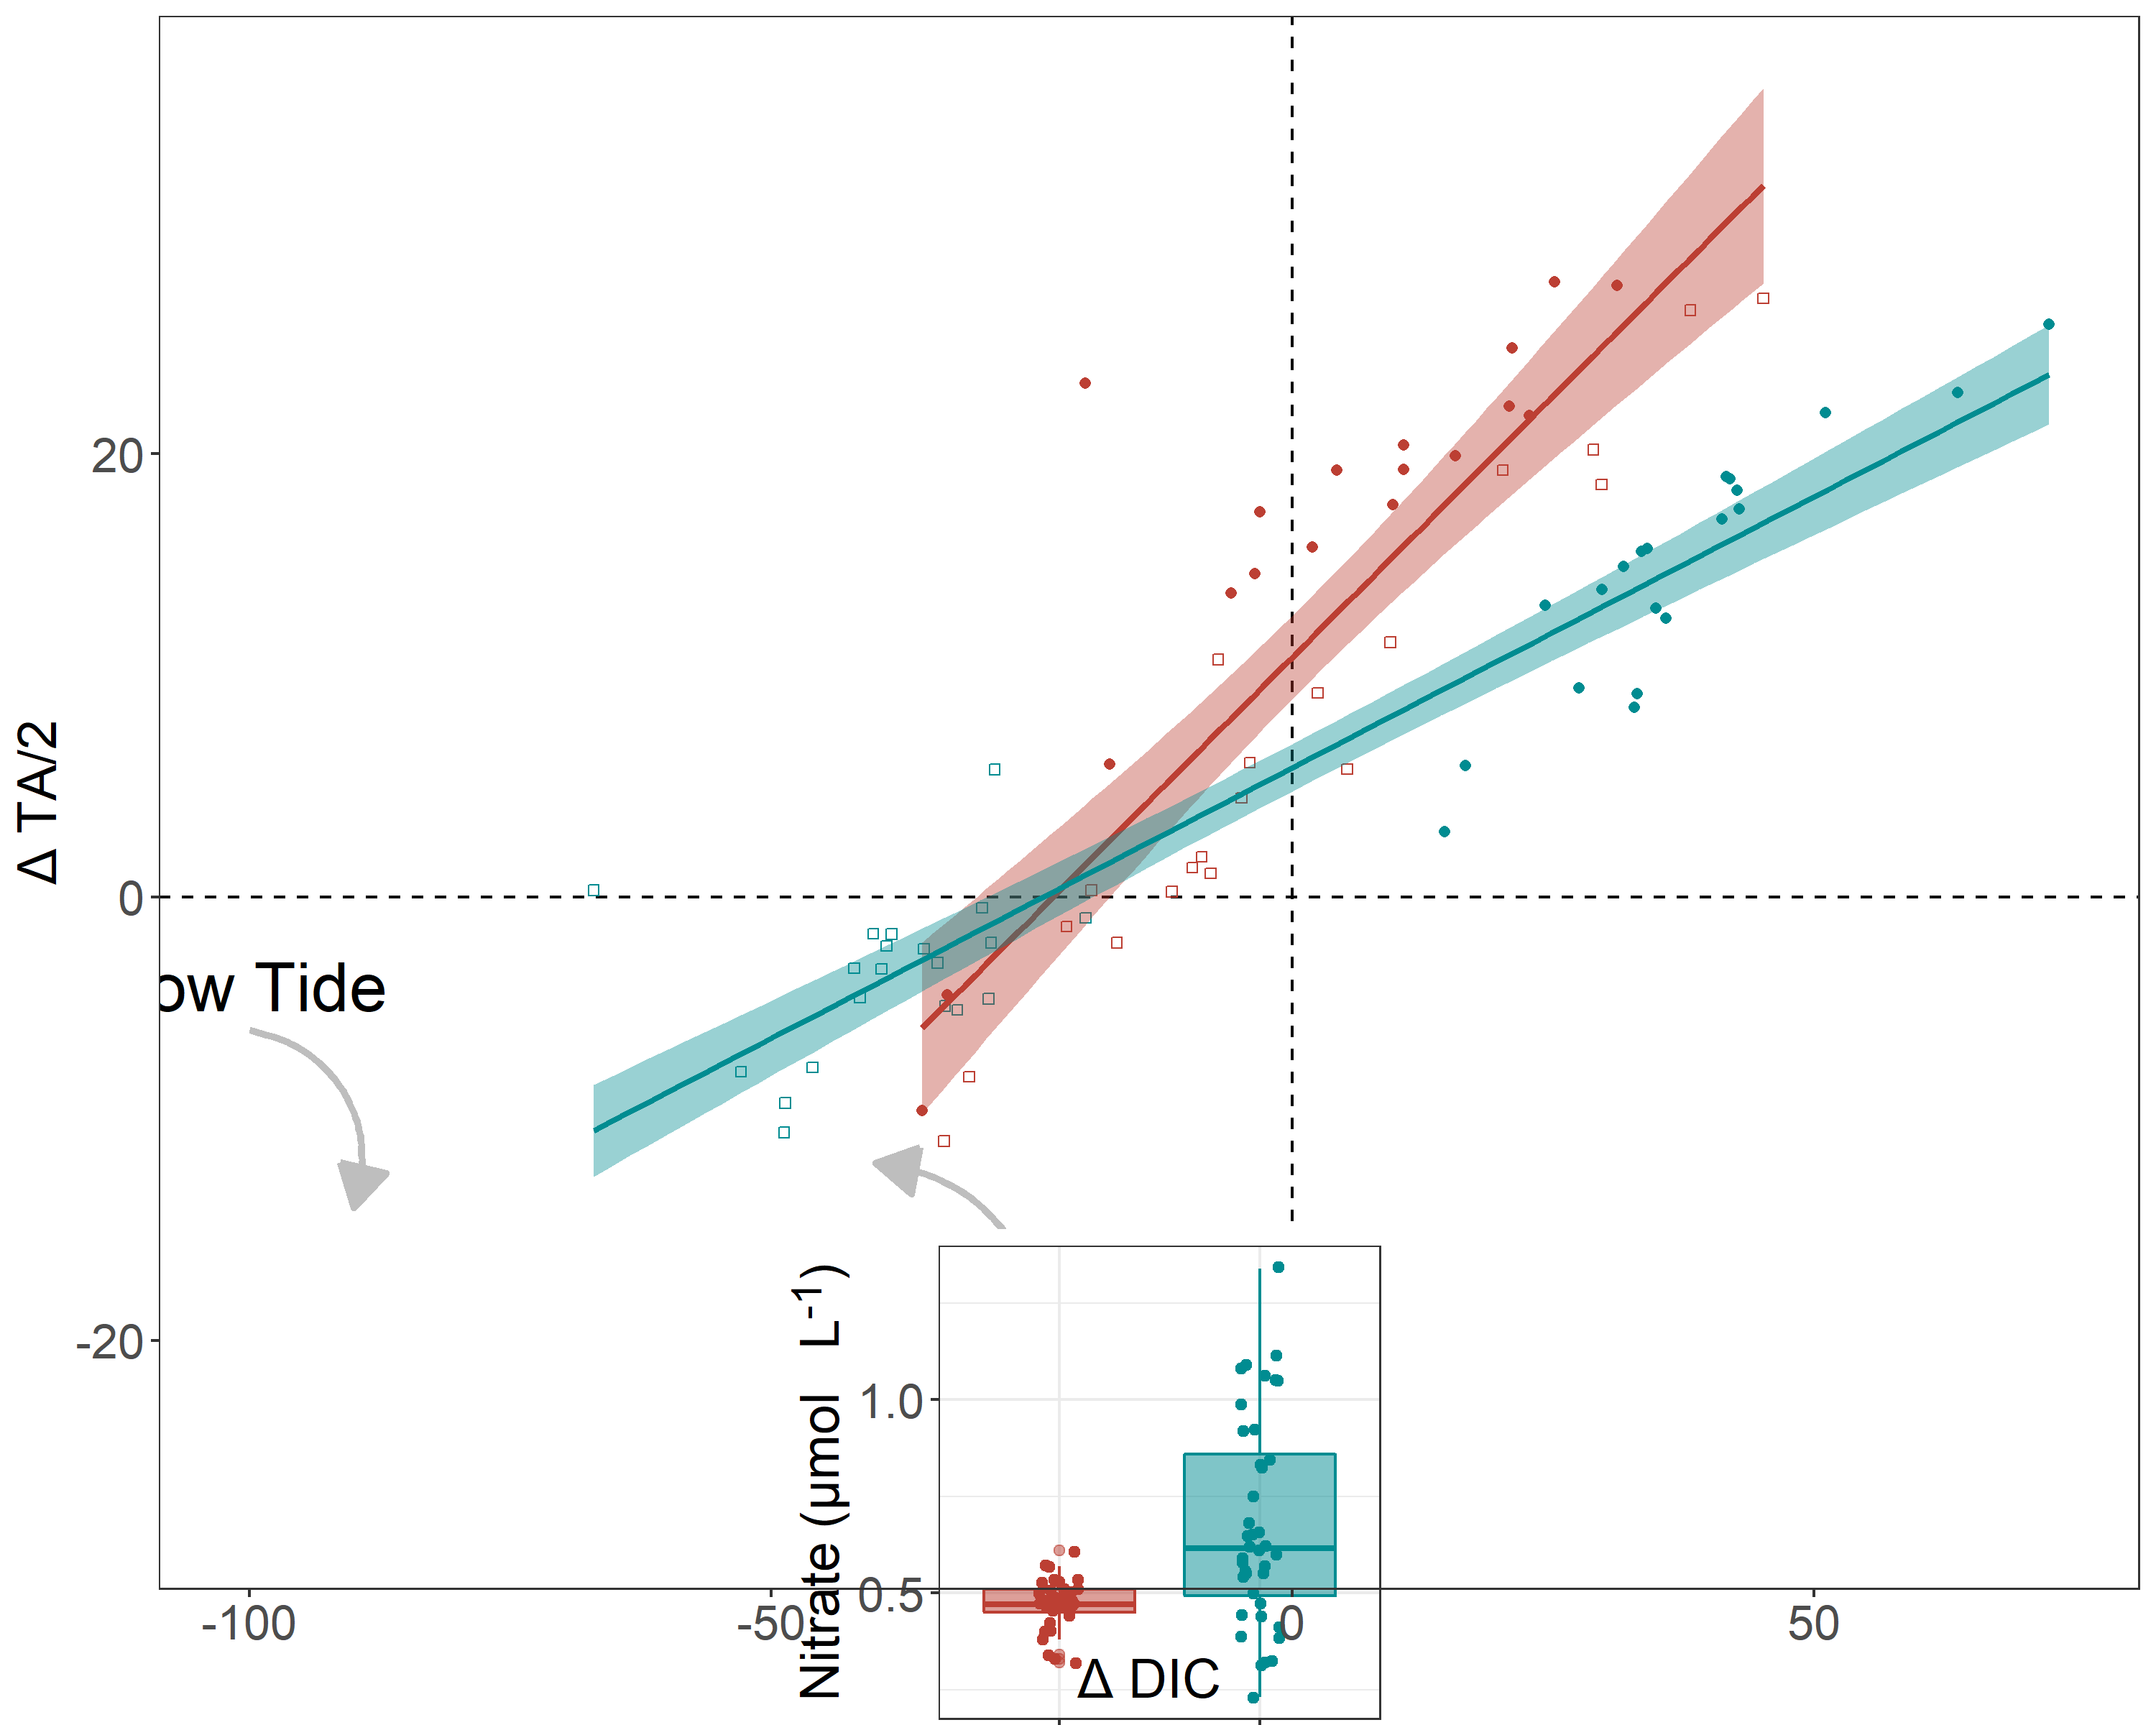 Δ TA/2
20
0
-20
ow Tide
Nitrate (μmol L-1)
1.0
0.5
-100
-50
0
50
Δ DIC